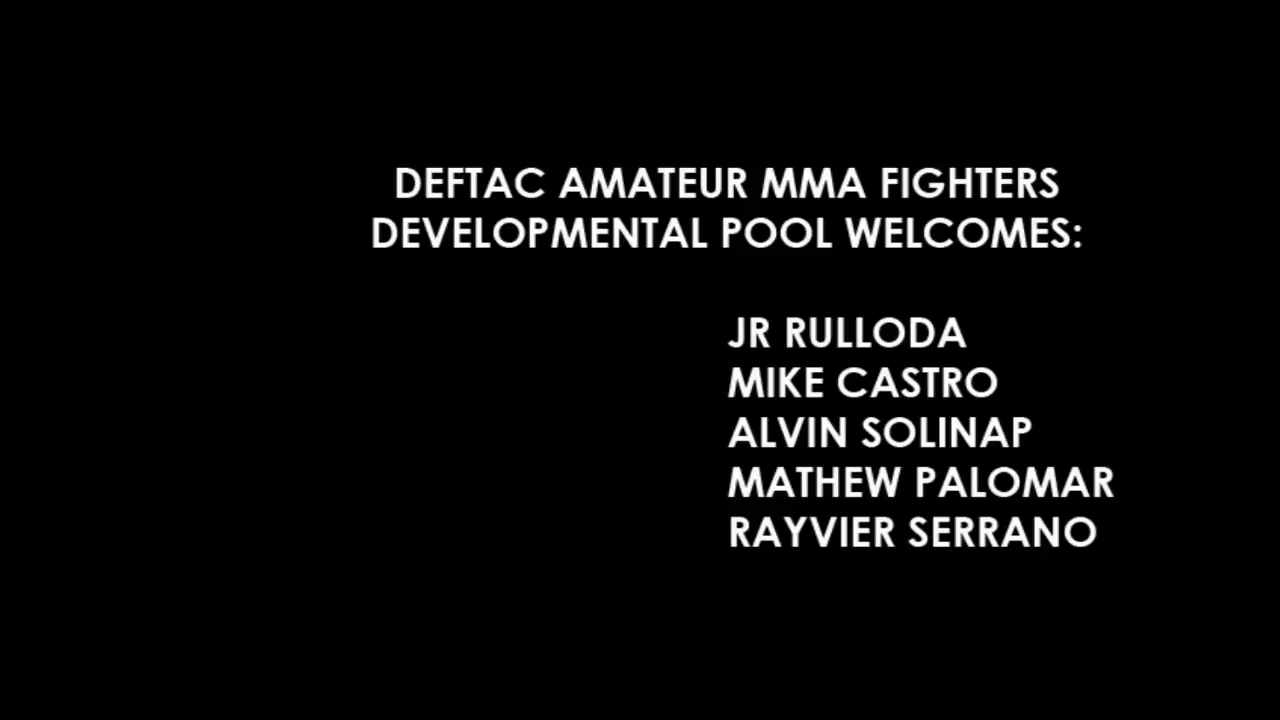 DEFTAC AMATEUR MMA FIGHTERS
DEVELOPMENTAL POOL WELCOMES:
JR RULLODA
MIKE CASTRO
ALVIN SOLINAP
MATHEW PALOMAR
RAYVIER SERRANO